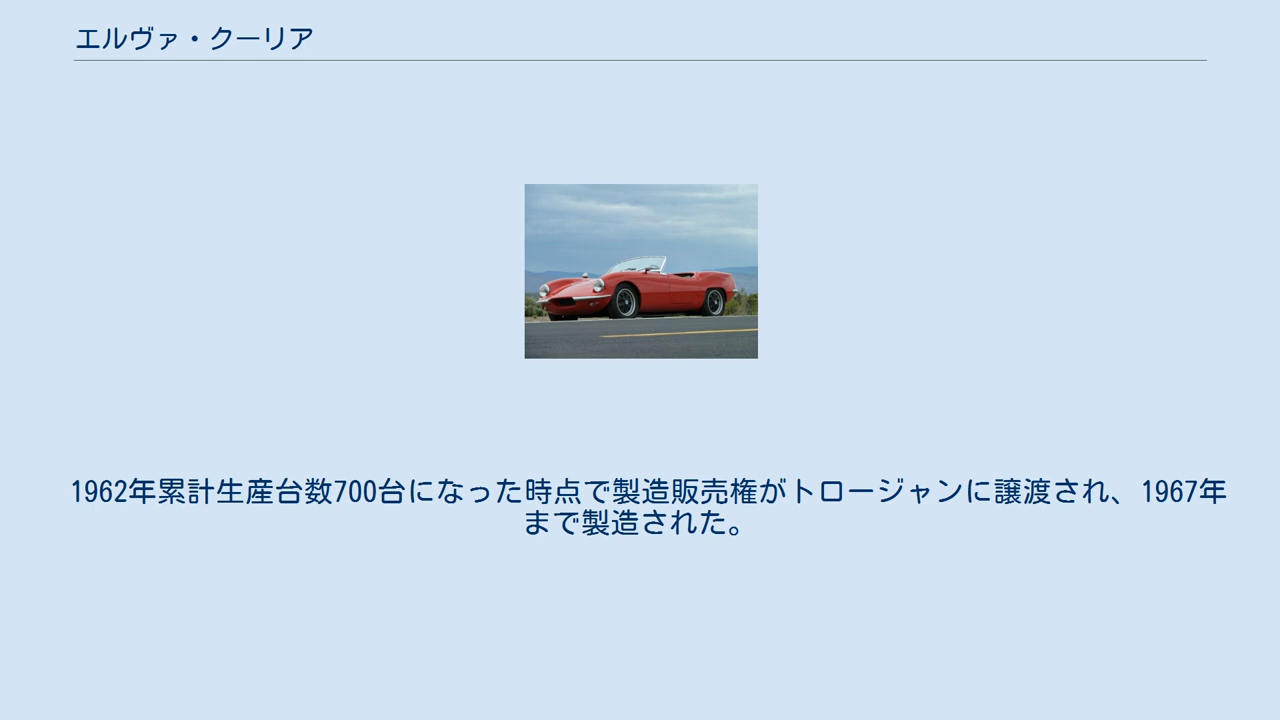 エルヴァ・クーリア
1962年累計生産台数700台になった時点で製造販売権がトロージャンに譲渡され、1967年
まで製造された。